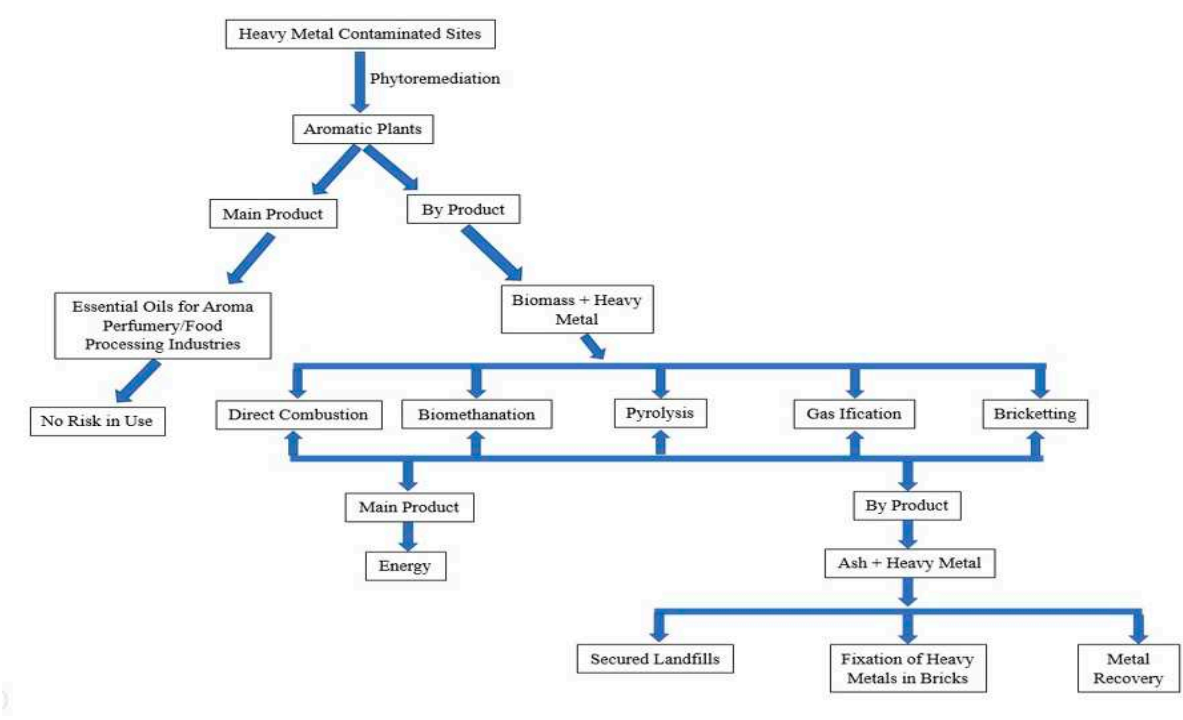 Heavy Metal Contaminated Sites
Phytoremediation
Aromatic Plants
Main Product
By Product
Essential Oils for Aroma
Perfumery/Food
Processing Industries
Biomass + Heavy
Metal
No Risk in Use
Direct Combustion
Biomethanation
Pyrolysis
Gas Ification
Bricketting
Main Product
By Product
Energy
Ash + Heavy Metal
Secured Landfills
Fixation of Heavy
Metals in Bricks
Metal
Recovery